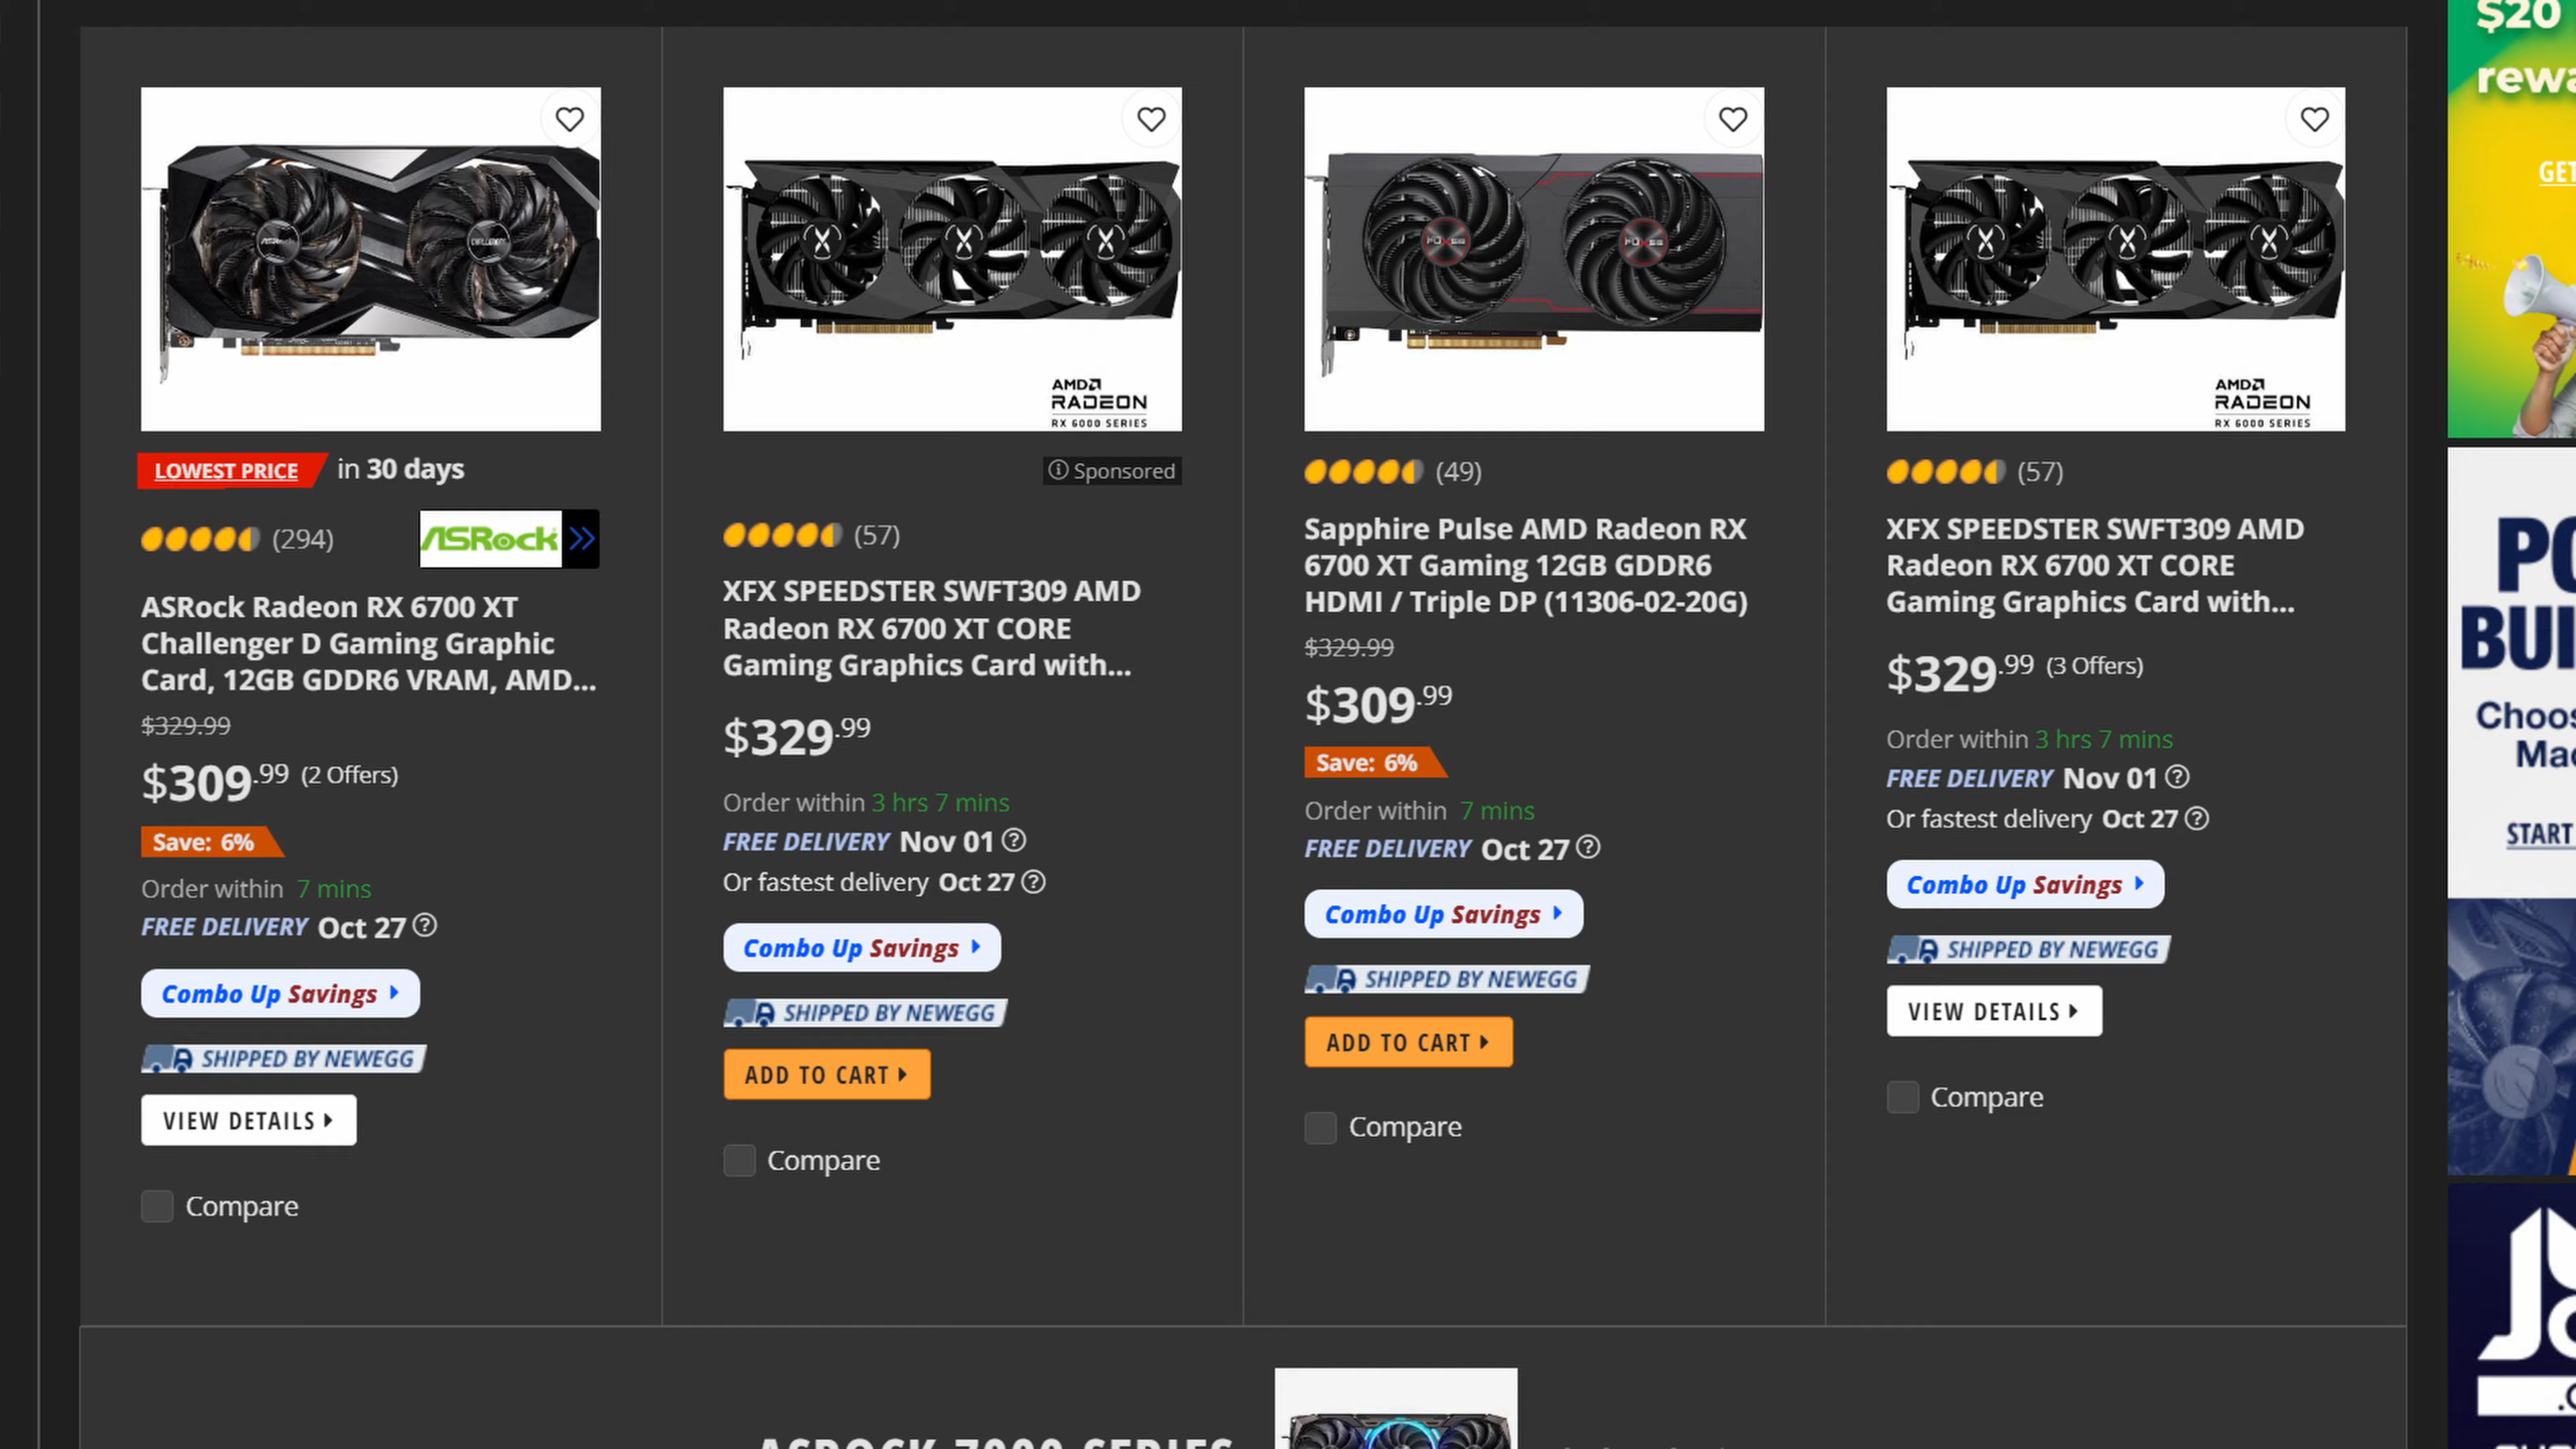 AMD
RADEON
RX 6000 SERIES
AMD
RADEON
RX 6000 SERIES
LOWEST PRICE in 30 days
(294)
ASRock
ASRock Radeon RX 6700 XT
Challenger D Gaming Graphic
Card, 12GB GDDR6 VRAM, AMD...
$329.99
$309.99 (2 Offers)
Save: 6%
Order within 7 mins
FREE DELIVERY Oct 27
Combo Up Savings
SHIPPED BY NEWEGG
VIEW DETAILS
Compare
Sponsored
(57)
XFX SPEEDSTER SWFT309 AMD
Radeon RX 6700 XT CORE
Gaming Graphics Card with...
$329.99
Order within 3 hrs 7 mins
FREE DELIVERY Nov 01
Or fastest delivery Oct 27
Combo Up Savings
SHIPPED BY NEWEGG
ADD TO CART
Compare
(49)
Sapphire Pulse AMD Radeon RX
6700 XT Gaming 12GB GDDR6
HDMI / Triple DP (11306-02-20G)
$329.99
$309.99
Save: 6%
Order within 7 mins
FREE DELIVERY Oct 27
Combo Up Savings
SHIPPED BY NEWEGG
ADD TO CART
Compare
(57)
XFX SPEEDSTER SWFT309 AMD
Radeon RX 6700 XT CORE
Gaming Graphics Card with...
$329.99 (3 Offers)
Order within 3 hrs 7 mins
FREE DELIVERY Nov 01
Or fastest delivery Oct 27
Combo Up Savings
SHIPPED BY NEWEGG
VIEW DETAILS
Compare
$20
START
ASROCK 7000 SERIES